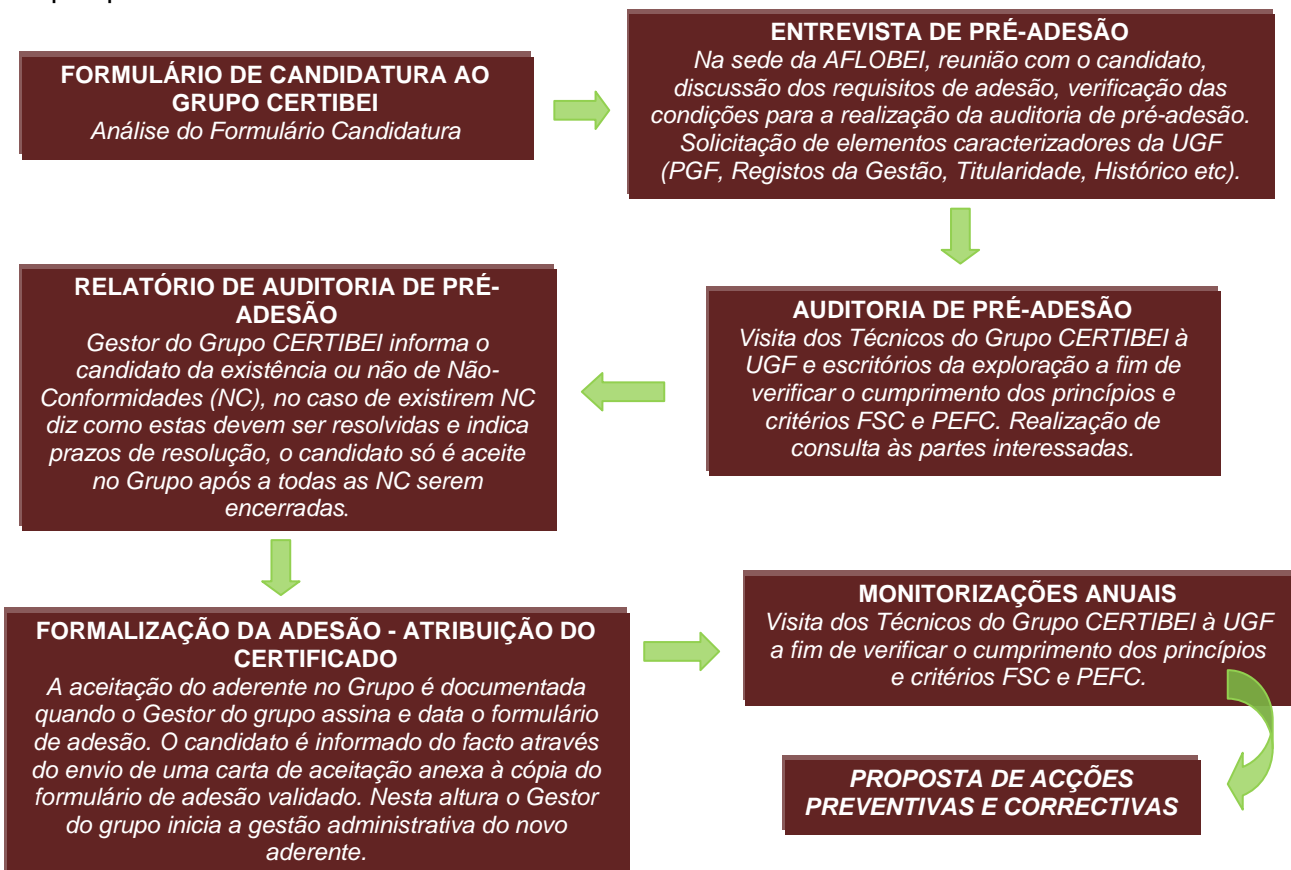 FORMULÁRIO DE CANDIDATURA AO
GRUPO CERTIBEI
Análise do Formulário Candidatura
ENTREVISTA DE PRÉ-ADESÃO
Na sede da AFLOBEI, reunião com o candidato,
discussão dos requisitos de adesão, verificação das
condições para a realização da auditoria de pré-adesão.
Solicitação de elementos caracterizadores da UGF
(PGF, Registos da Gestão, Titularidade, Histórico etc).
AUDITORIA DE PRÉ-ADESÃO
Visita dos Técnicos do Grupo CERTIBEI à
UGF e escritórios da exploração a fim de
verificar o cumprimento dos princípios e
critérios FSC e PEFC. Realização de
consulta às partes interessadas.
RELATÓRIO DE AUDITORIA DE PRÉ-
ADESÃO
Gestor do Grupo CERTIBEI informa o
candidato da existência ou não de Não-
Conformidades (NC), no caso de existirem NC
diz como estas devem ser resolvidas e indica
prazos de resolução, o candidato só é aceite
no Grupo após a todas as NC serem
encerradas.
FORMALIZAÇÃO DA ADESÃO - ATRIBUIÇÃO DO
CERTIFICADO
A aceitação do aderente no Grupo é documentada
quando o Gestor do grupo assina e data o formulário
de adesão. O candidato é informado do facto através
do envio de uma carta de aceitação anexa à cópia do
formulário de adesão validado. Nesta altura o Gestor
do grupo inicia a gestão administrativa do novo
aderente.
MONITORIZAÇÕES ANUAIS
Visita dos Técnicos do Grupo CERTIBEI à UGF
a fim de verificar o cumprimento dos princípios
e critérios FSC e PEFC.
PROPOSTA DE ACÇÕES
PREVENTIVAS E CORRECTIVAS